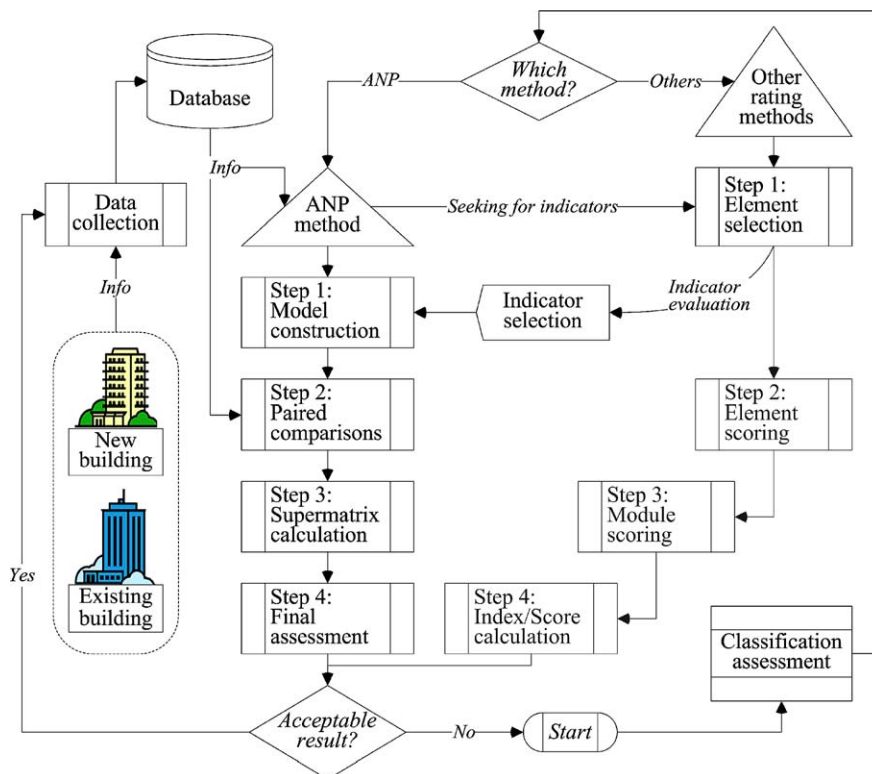 Which
method?
ANP
Others
Other
rating
methods
Database
Info
Data
collection
ANP
method
Seeking for indicators
Step 1:
Element
selection
Info
Step 1:
Model
construction
Indicator
selection
Indicator
evaluation
New
building
Step 2:
Paired
comparisons
Step 2:
Element
scoring
Step 3:
Supermatrix
calculation
Step 3:
Module
scoring
Yes
Existing
building
Step 4:
Final
assessment
Step 4:
Index/Score
calculation
Classification
assessment
Acceptable
result?
No
Start